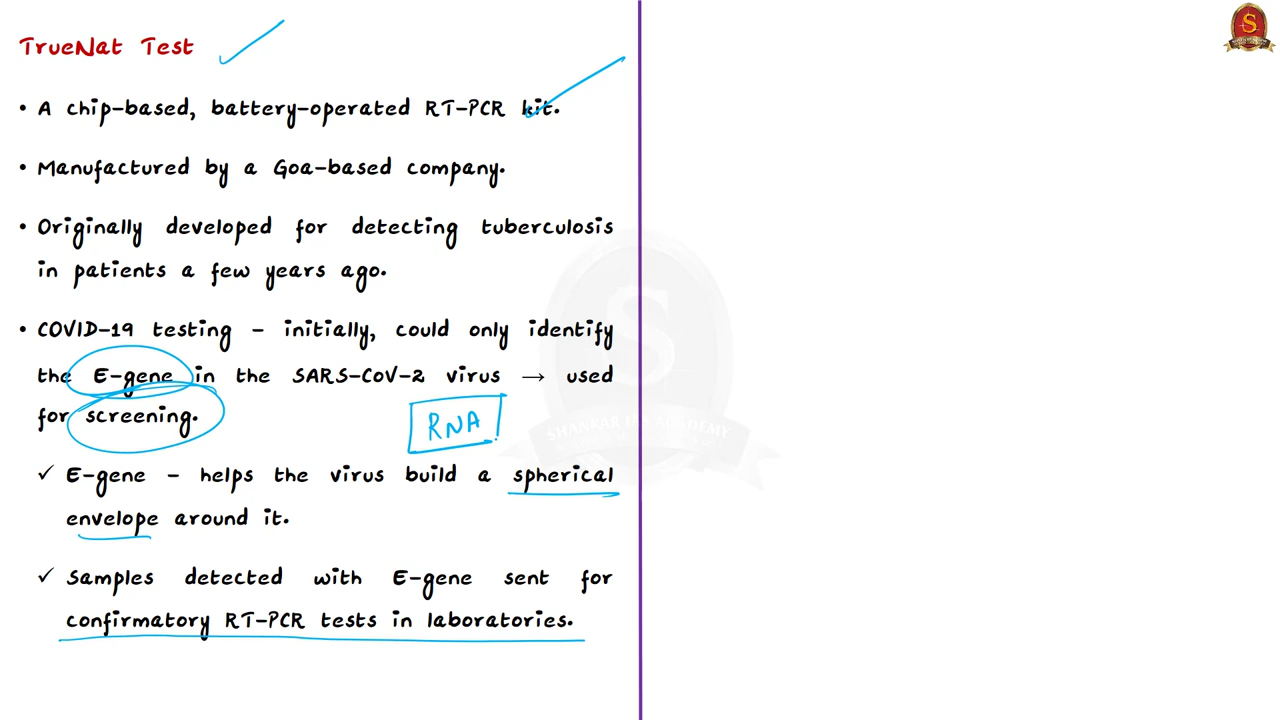 TrueNat Test
• A chip-based, battery-operated RT-PCR kit.
• Manufactured by a Goa-based company.
• Originally developed for detecting tuberculosis
in patients a few years ago.
• COVID-19 testing - initially, could only identify
the E-gene in the SARS-CoV-2 virus → used
for screening.
RNA
✓ E-gene - helps the virus build a spherical
envelope around it.
✓ Samples detected with E-gene sent for
confirmatory RT-PCR tests in laboratories.
S
S
SHANKAR IAS ACADEMY